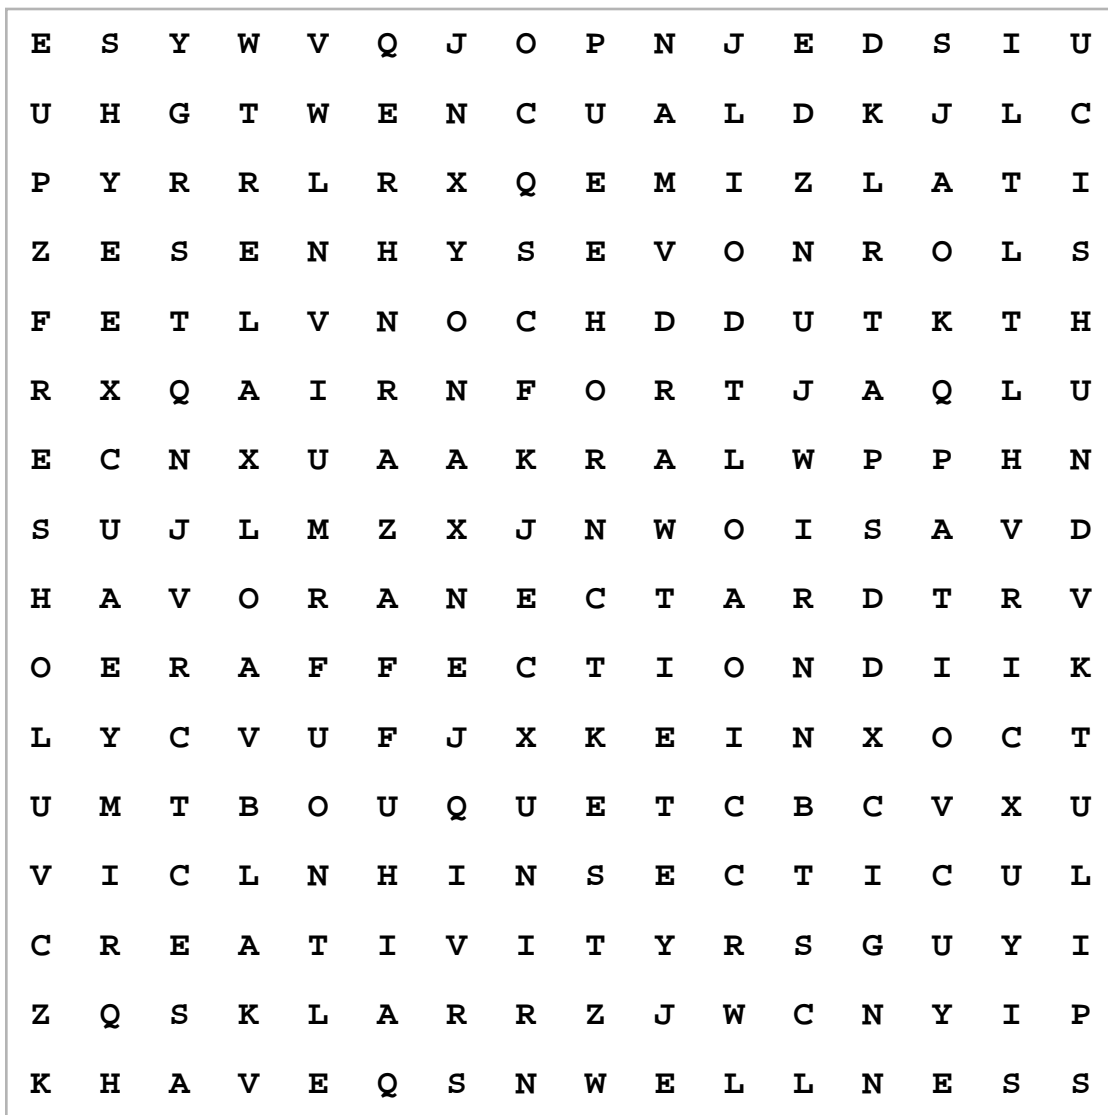 E S Y W V Q J O P N J E D S I U
U H G T W E N C U A L D K J L C
P Y R R L R X Q E M I Z L A T I
Z E S E N H Y S E V O N R O L S
F E T L V N O C H D D U T K T H
R X Q A I R N F O R T J A Q L U
E C N X U A A K R A L W P P H N
S U J L M Z X J N W O I S A V D
H A V O R A N E C T A R D T R V
O E R A F F E C T I O N D I I K
L Y C V U F J X K E I N X O C T
U M T B O U Q U E T C B C V X U
V I C L N H I N S E C T I C U L
C R E A T I V I T Y R S G U Y I
Z Q S K L A R R Z J W C N Y I P
K H A V E Q S N W E L L N E S S